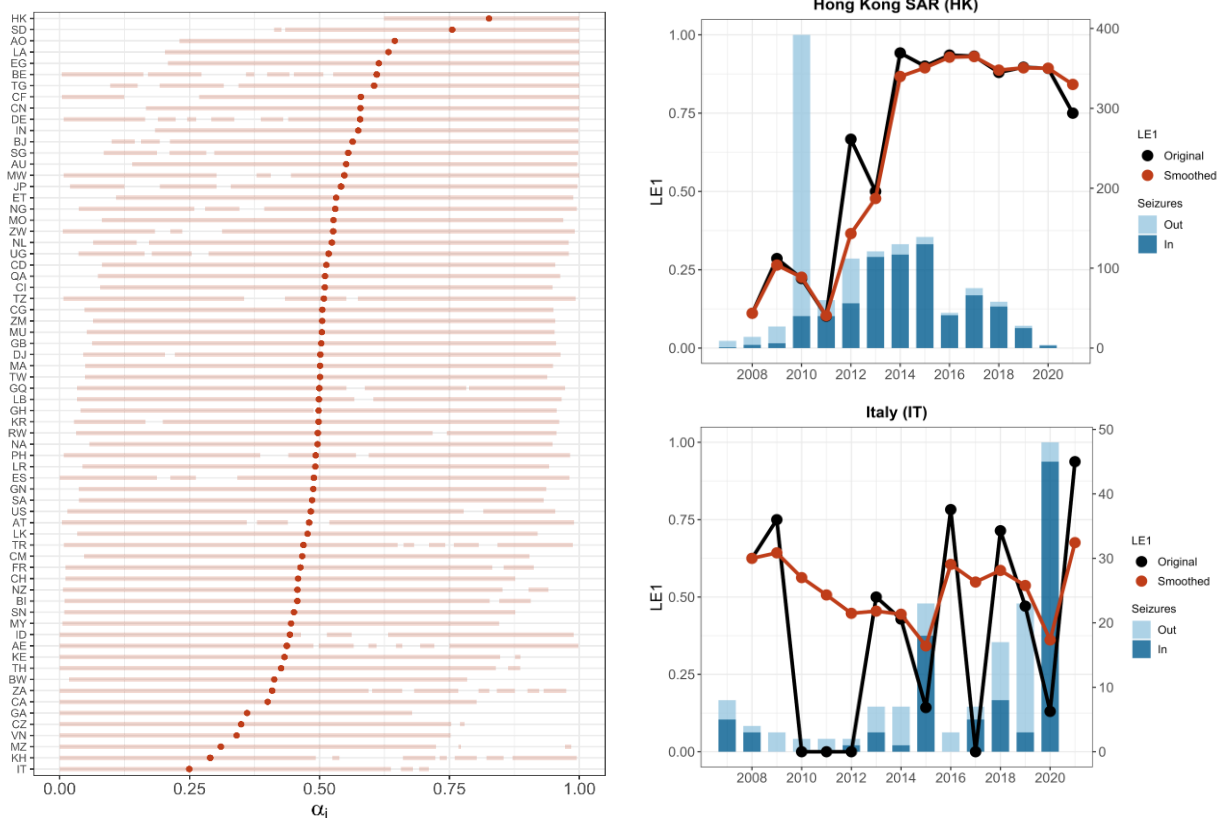 HK
SD
AO
LA
EG
BE
TG
CF
CN
DE
IN
BJ
SG
AU
MW
JP
ET
NG
MO
ZW
NL
UG
CD
QA
CI
TZ
CG
ZM
MU
GB
DJ
MA
TW
GQ
LB
GH
KR
RW
NA
PH
LR
ES
GN
SA
US
AT
LK
TR
CM
FR
CH
NZ
BI
SN
MY
ID
AE
KE
TH
BW
ZA
CA
GA
CZ
VN
MZ
KH
IT
0.00 0.25 0.50 0.75 1.00
αi
Hong Kong SAR (HK)
1.00 400
0.75 300
0.50 200
0.25 100
0.00 0
LE1
2008 2010 2012 2014 2016 2018 2020
LE1
Original
Smoothed
Seizures
Out
In
Italy (IT)
50
1.00
40
0.75
30
0.50
20
0.25
10
0.00 0
LE1
2008 2010 2012 2014 2016 2018 2020
LE1
Original
Smoothed
Seizures
Out
In